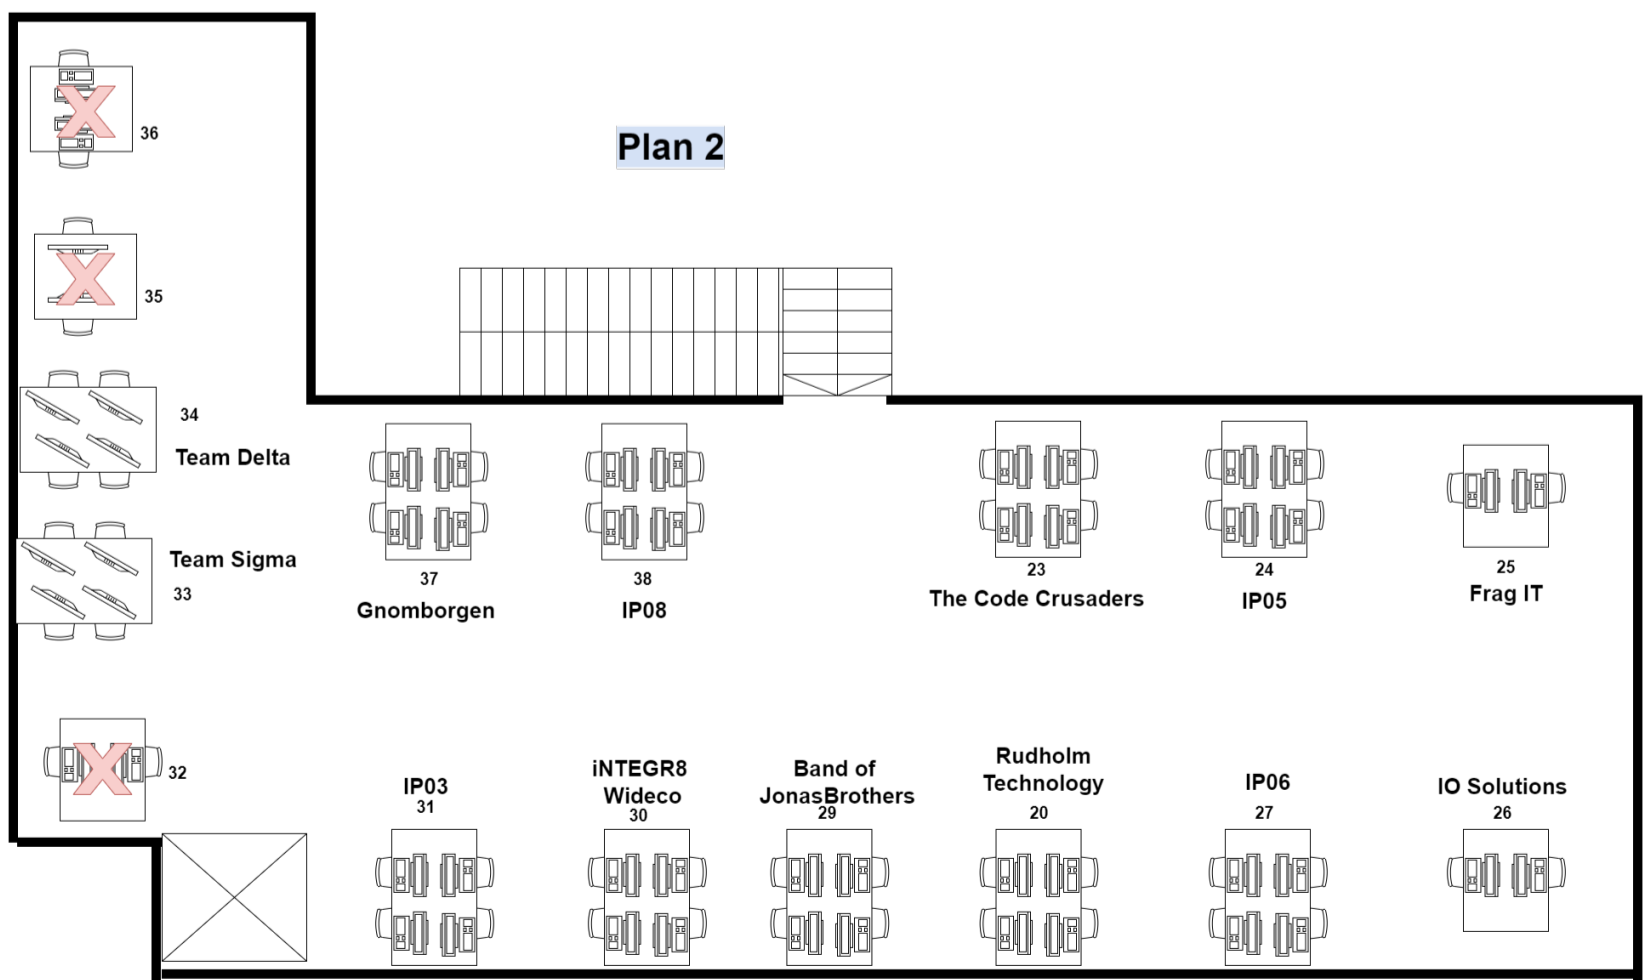 Plan 2
36
35
34
Team Delta
Team Sigma
33
32
37
Gnomborgen
38
IP08
23
The Code Crusaders
24
IP05
25
Frag IT
IP03
31
iNTEGR8
Wideco
30
Band of
JonasBrothers
29
Rudholm
Technology
20
IP06
27
IO Solutions
26